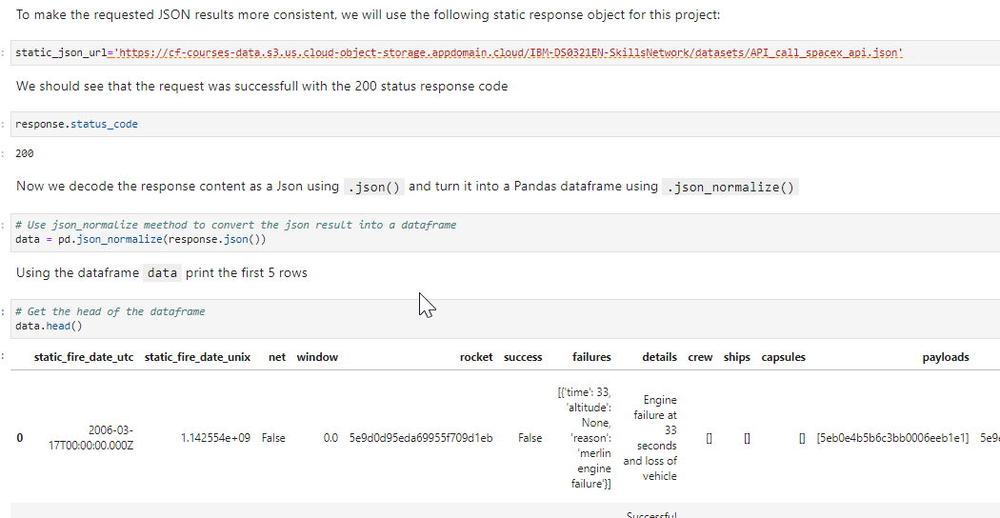 To make the requested JSON results more consistent, we will use the following static response object for this project:
static_json_url='https://cf-courses-data.s3.us.cloud-object-storage.appdomain.cloud/IBM-DS0321EN-SkillsNetwork/datasets/API_call_spacex_api.json'
We should see that the request was successfull with the 200 status response code
response.status_code
200
Now we decode the response content as a Json using .json() and turn it into a Pandas dataframe using .json_normalize()
# Use json_normalize meethod to convert the json result into a dataframe
data = pd.json_normalize(response.json())
Using the dataframe data print the first 5 rows
# Get the head of the dataframe
data.head()
static_fire_date_utc static_fire_date_unix net window rocket success failures details crew ships capsules payloads
0 2006-03-
17T00:00:00.000Z 1.142554e+09 False 0.0 5e9d0d95eda69955f709d1eb False
[{'time': 33,
'altitude':
None,
'reason':
'merlin
engine
failure'}]
Engine
failure at
33
seconds
and loss of
vehicle
[] [] [] [5eb0e4b5b6c3bb0006eeb1e1] 5e9
Successful